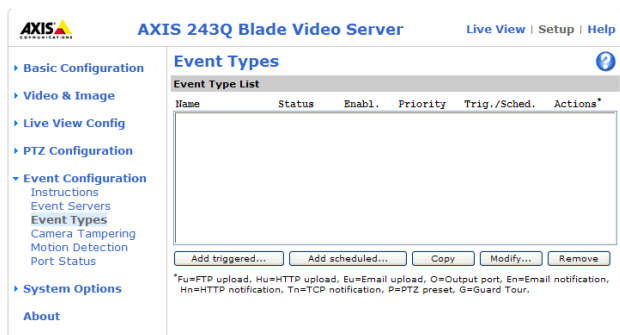 AXIS
COMMUNICATIONS
AXIS 243Q Blade Video Server
Live View | Setup | Help
Basic Configuration
Video & Image
Live View Config
PTZ Configuration
Event Configuration
Instructions
Event Servers
Event Types
Camera Tampering
Motion Detection
Port Status
System Options
About
Event Types
?
Event Type List
Name Status Enabl. Priority Trig./Sched. Actions*
Add triggered... Add scheduled... Copy Modify... Remove
*Fu=FTP upload, Hu=HTTP upload, Eu=Email upload, O=Output port, En=Email notification,
Hn=HTTP notification, Tn=TCP notification, P=PTZ preset, G=Guard Tour.